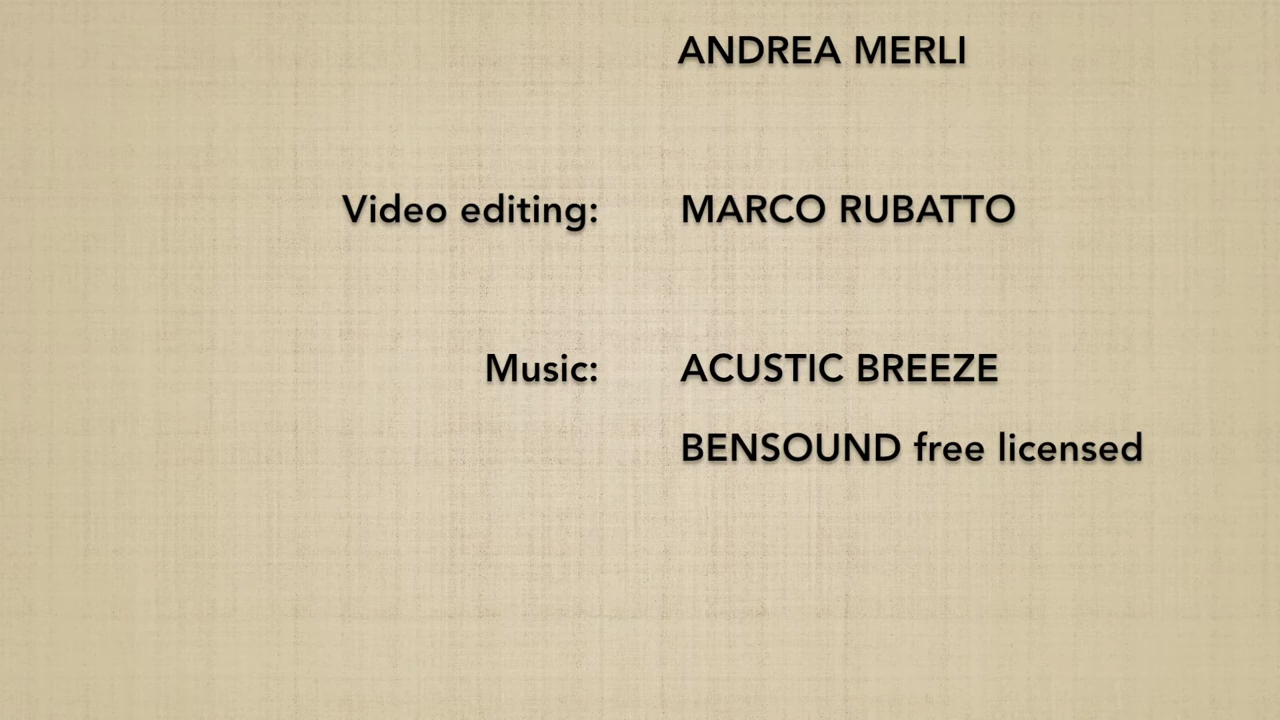 ANDREA MERLI
Video editing: MARCO RUBATTO
Music: ACUSTIC BREEZE
BENSOUND free licensed